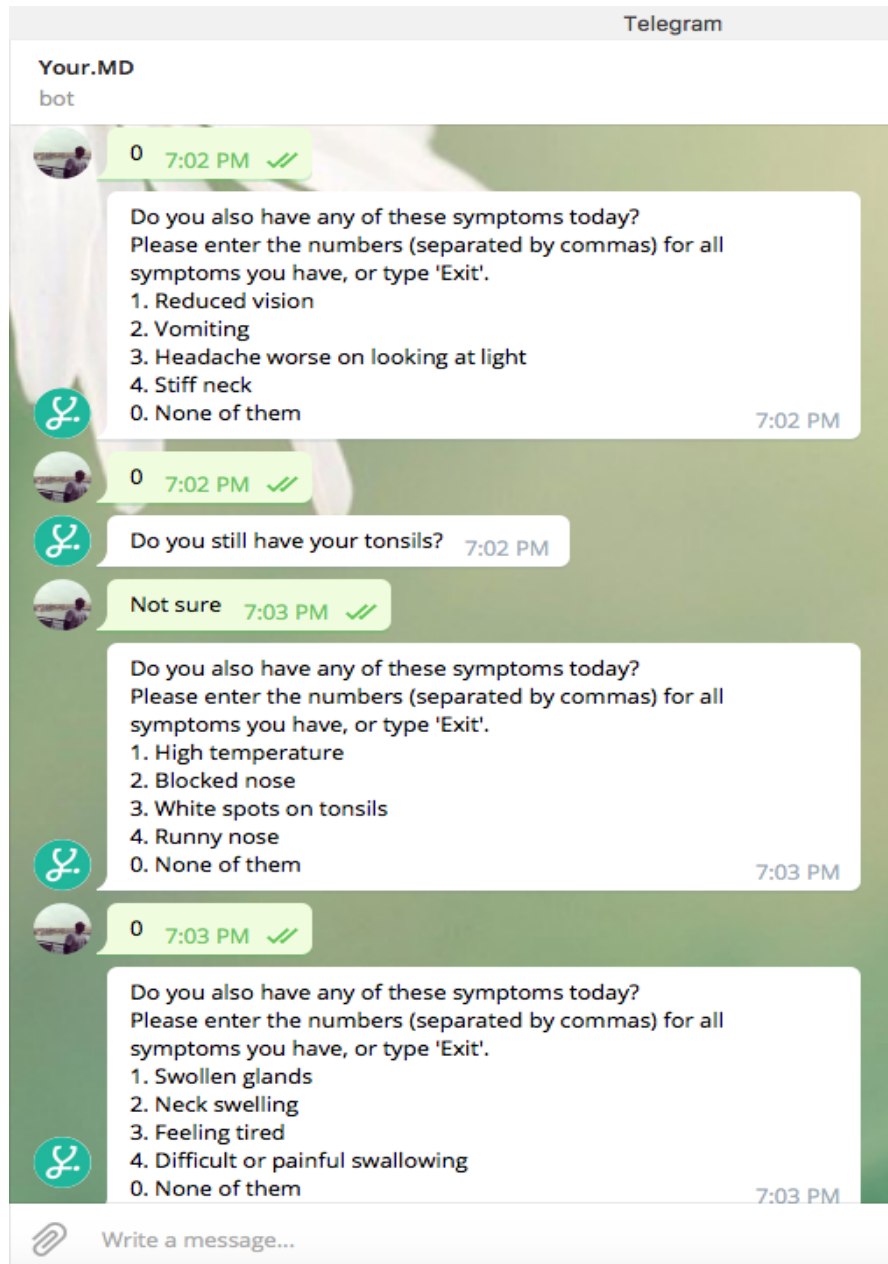 Telegram
Your.MD
bot
0 7:02 PM
Do you also have any of these symptoms today?
Please enter the numbers (separated by commas) for all
symptoms you have, or type 'Exit'.
1. Reduced vision
2. Vomiting
3. Headache worse on looking at light
4. Stiff neck
0. None of them
7:02 PM
0 7:02 PM
Do you still have your tonsils? 7:02 PM
Not sure 7:03 PM
Do you also have any of these symptoms today?
Please enter the numbers (separated by commas) for all
symptoms you have, or type 'Exit'.
1. High temperature
2. Blocked nose
3. White spots on tonsils
4. Runny nose
0. None of them
7:03 PM
0 7:03 PM
Do you also have any of these symptoms today?
Please enter the numbers (separated by commas) for all
symptoms you have, or type 'Exit'.
1. Swollen glands
2. Neck swelling
3. Feeling tired
4. Difficult or painful swallowing
0. None of them
7:03 PM
Write a message...